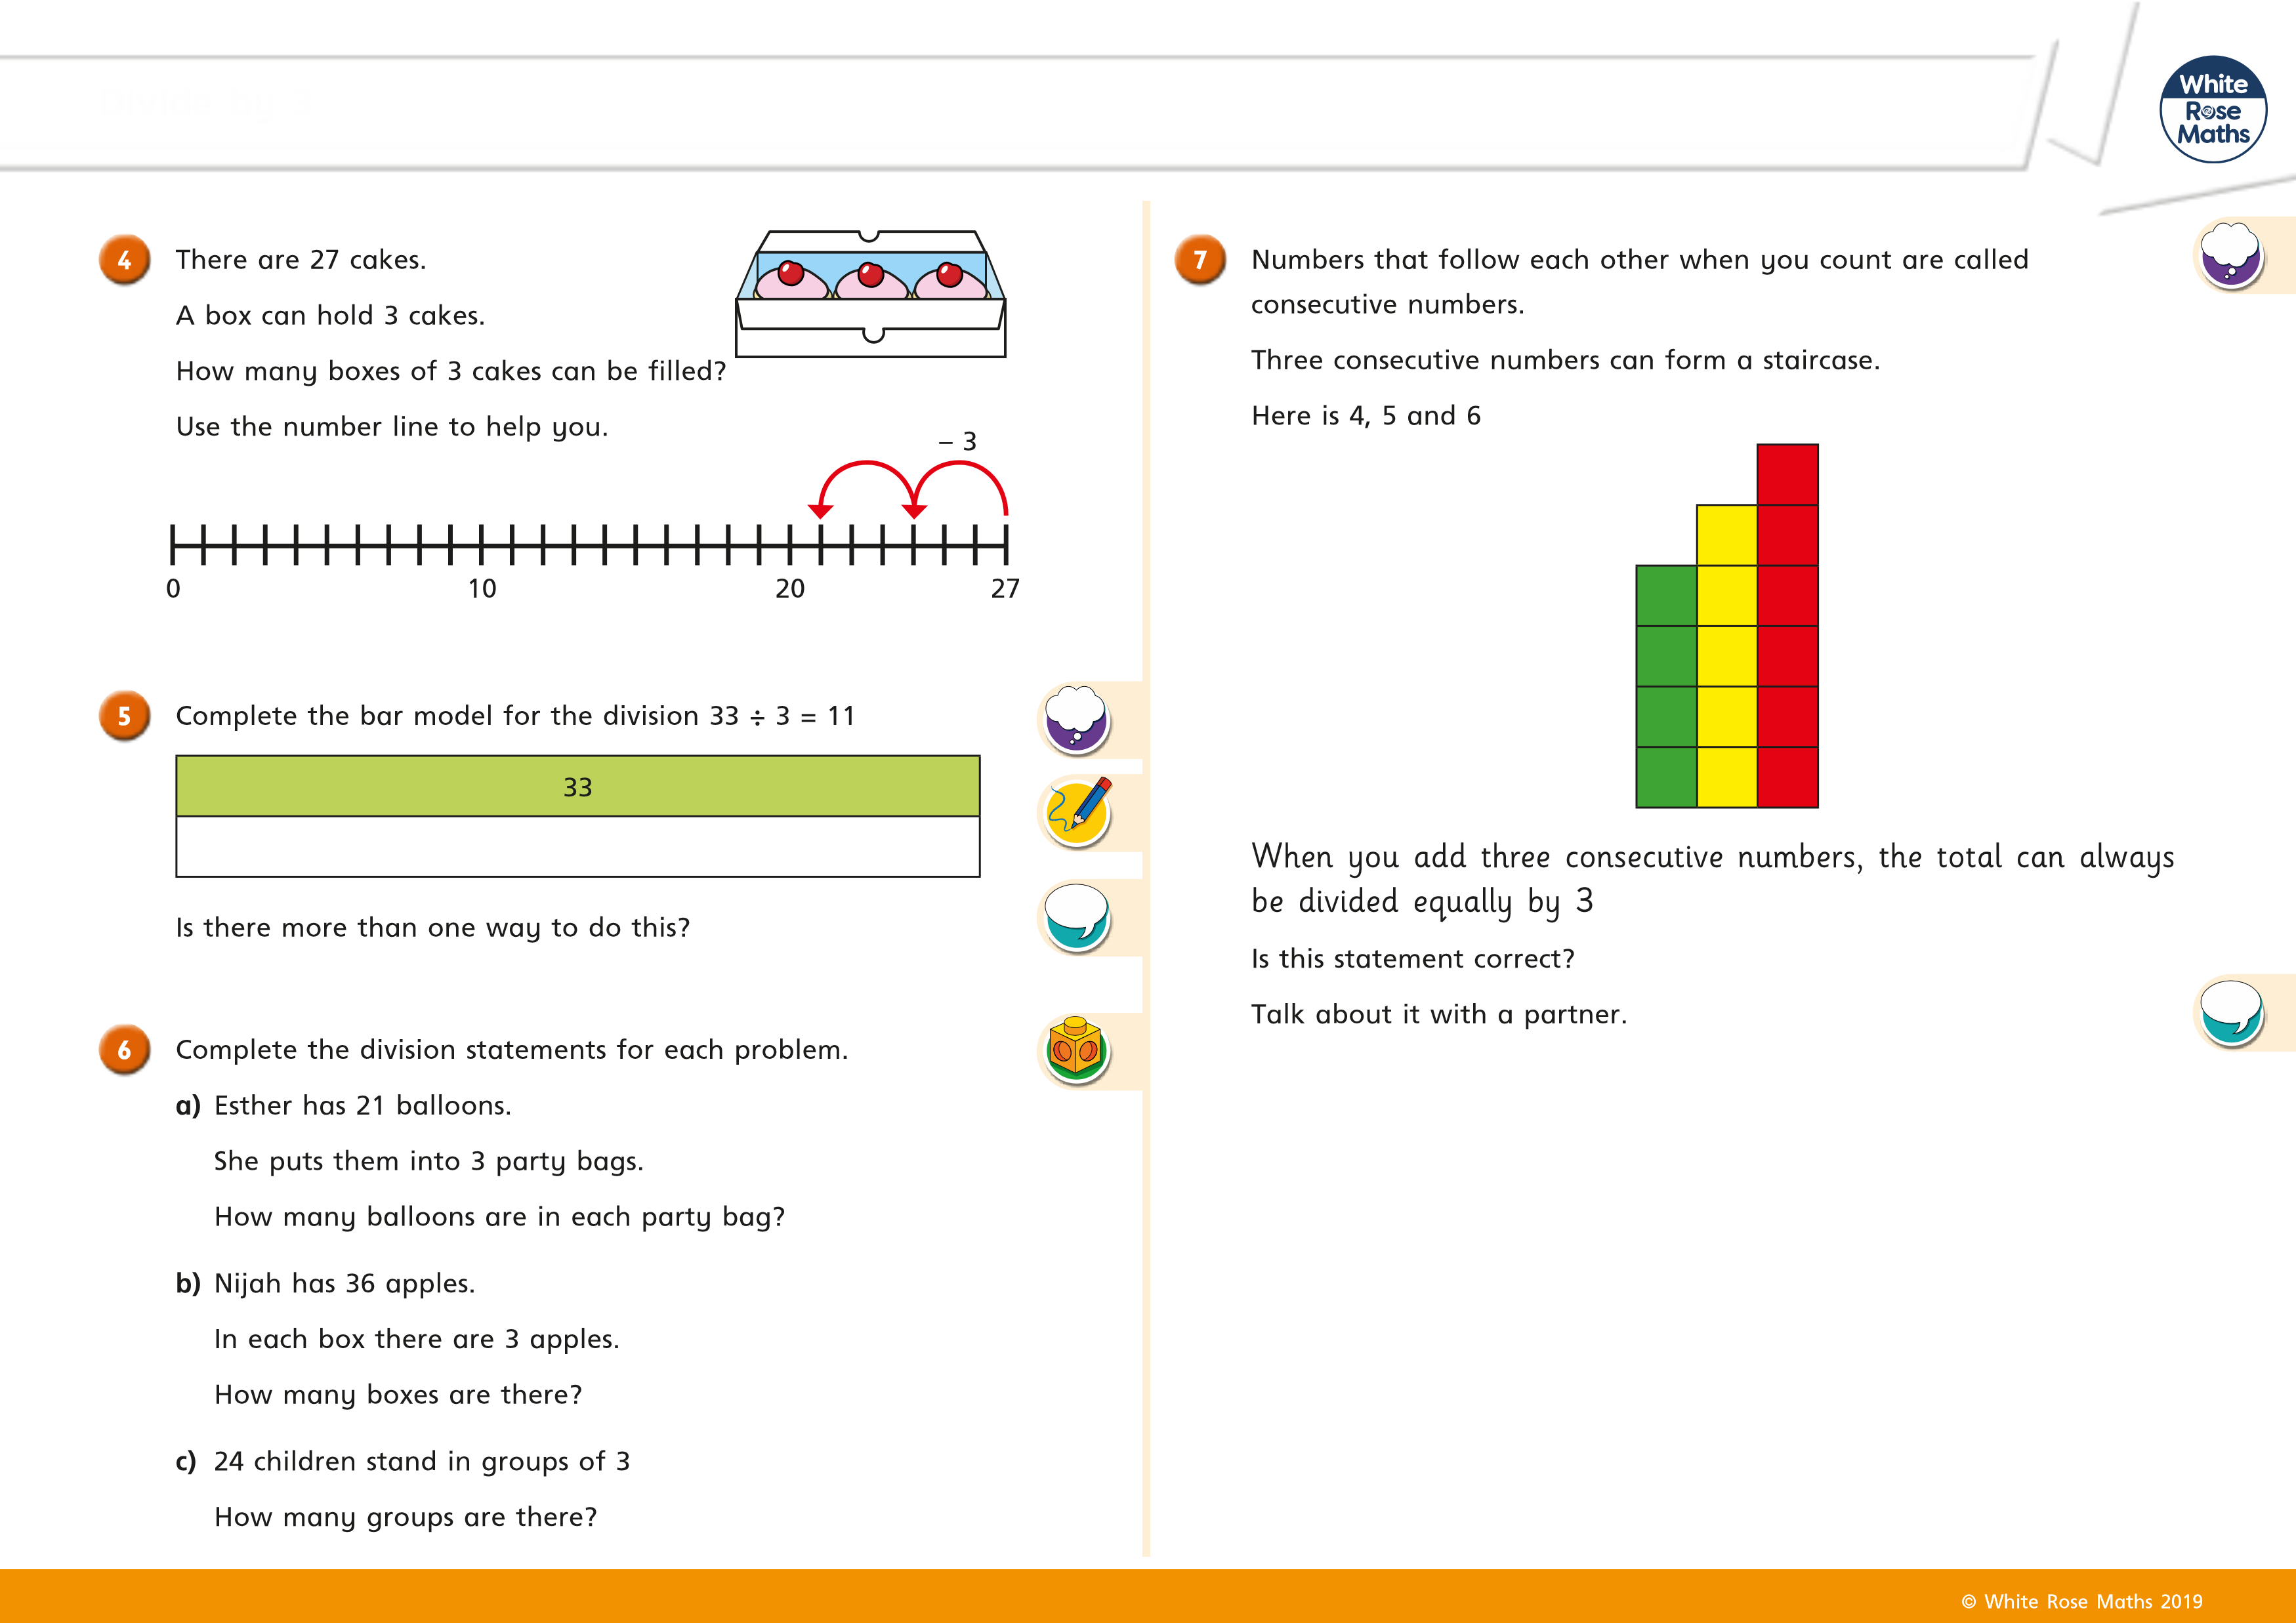 White
Rose
Maths
4
There are 27 cakes.
A box can hold 3 cakes.
How many boxes of 3 cakes can be filled?
Use the number line to help you.
– 3
0 10 20 27
5
Complete the bar model for the division 33 ÷ 3 = 11
33
Is there more than one way to do this?
6
Complete the division statements for each problem.
a) Esther has 21 balloons.
She puts them into 3 party bags.
How many balloons are in each party bag?
b) Nijah has 36 apples.
In each box there are 3 apples.
How many boxes are there?
c) 24 children stand in groups of 3
How many groups are there?
7
Numbers that follow each other when you count are called
consecutive numbers.
Three consecutive numbers can form a staircase.
Here is 4, 5 and 6
When you add three consecutive numbers, the total can always
be divided equally by 3
Is this statement correct?
Talk about it with a partner.
© White Rose Maths 2019